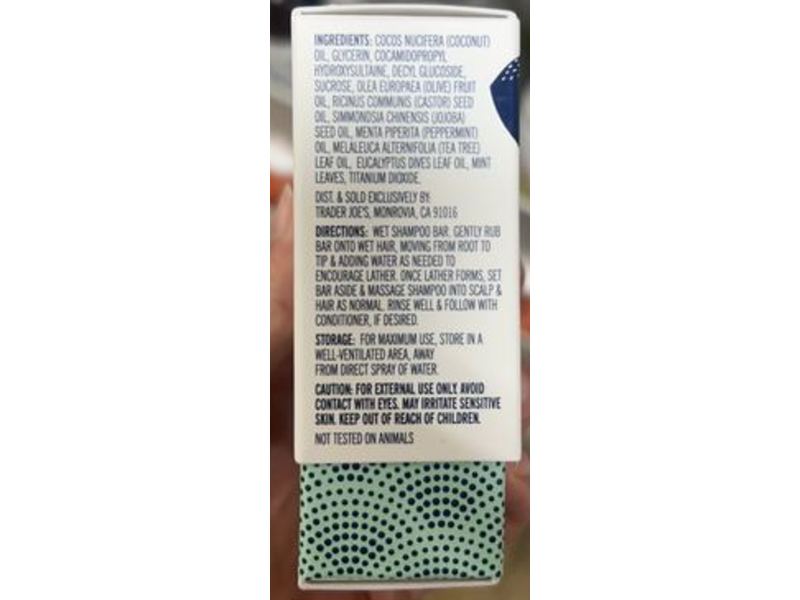 INGREDIENTS: COCOS NUCIFERA (COCONUT)
OIL, GLYCERIN, COCAMIDOPROPYL
HYDROXYSULTAINE, DECYL GLUCOSIDE,
SUCROSE, OLEA EUROPAEA (OLIVE) FRUIT
OIL, RICINUS COMMUNIS (CASTOR) SEED
OIL, SIMMONDSIA CHINENSIS (JOJOBA)
SEED OIL, MENTA PIPERITA (PEPPERMINT)
OIL, MELALEUCA ALTERNIFOLIA (TEA TREE)
LEAF OIL, EUCALYPTUS DIVES LEAF OIL, MINT
LEAVES, TITANIUM DIOXIDE.
DIST. & SOLD EXCLUSIVELY BY:
TRADER JOE'S, MONROVIA, CA 91016
DIRECTIONS: WET SHAMPOO BAR. GENTLY RUB
BAR ONTO WET HAIR, MOVING FROM ROOT TO
TIP & ADDING WATER AS NEEDED TO
ENCOURAGE LATHER. ONCE LATHER FORMS, SET
BAR ASIDE & MASSAGE SHAMPOO INTO SCALP &
HAIR AS NORMAL. RINSE WELL & FOLLOW WITH
CONDITIONER, IF DESIRED.
STORAGE: FOR MAXIMUM USE, STORE IN A
WELL-VENTILATED AREA, AWAY
FROM DIRECT SPRAY OF WATER.
CAUTION: FOR EXTERNAL USE ONLY. AVOID
CONTACT WITH EYES. MAY IRRITATE SENSITIVE
SKIN. KEEP OUT OF REACH OF CHILDREN.
NOT TESTED ON ANIMALS